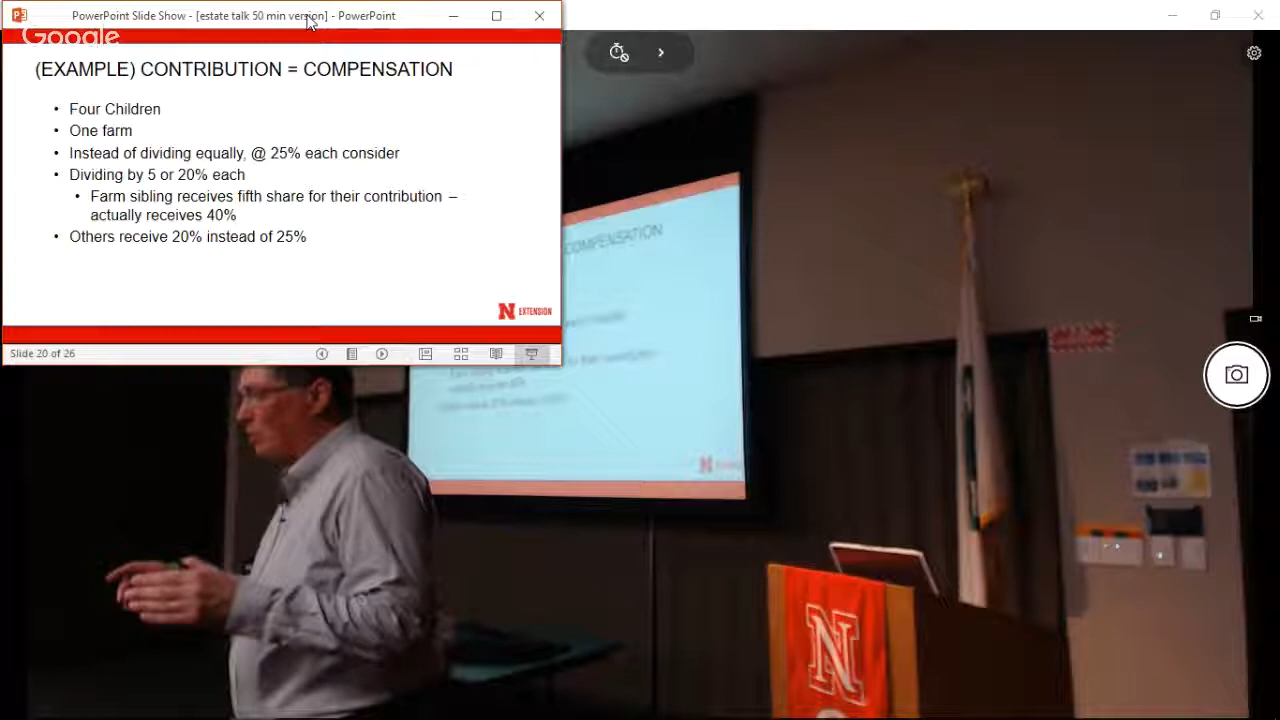 PowerPoint Slide Show - [estate talk 50 min version] - PowerPoint
Google
(EXAMPLE) CONTRIBUTION = COMPENSATION
• Four Children
• One farm
• Instead of dividing equally, @ 25% each consider
• Dividing by 5 or 20% each
• Farm sibling receives fifth share for their contribution –
actually receives 40%
• Others receive 20% instead of 25%
N EXTENSION
Slide 20 of 26
COMPENSATION
N
N